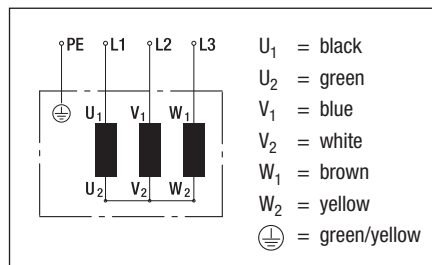 PE L1 L2 L3
U1 V1 W1
U2 V2 W2
U1 = black
U2 = green
V1 = blue
V2 = white
W1 = brown
W2 = yellow
= green/yellow